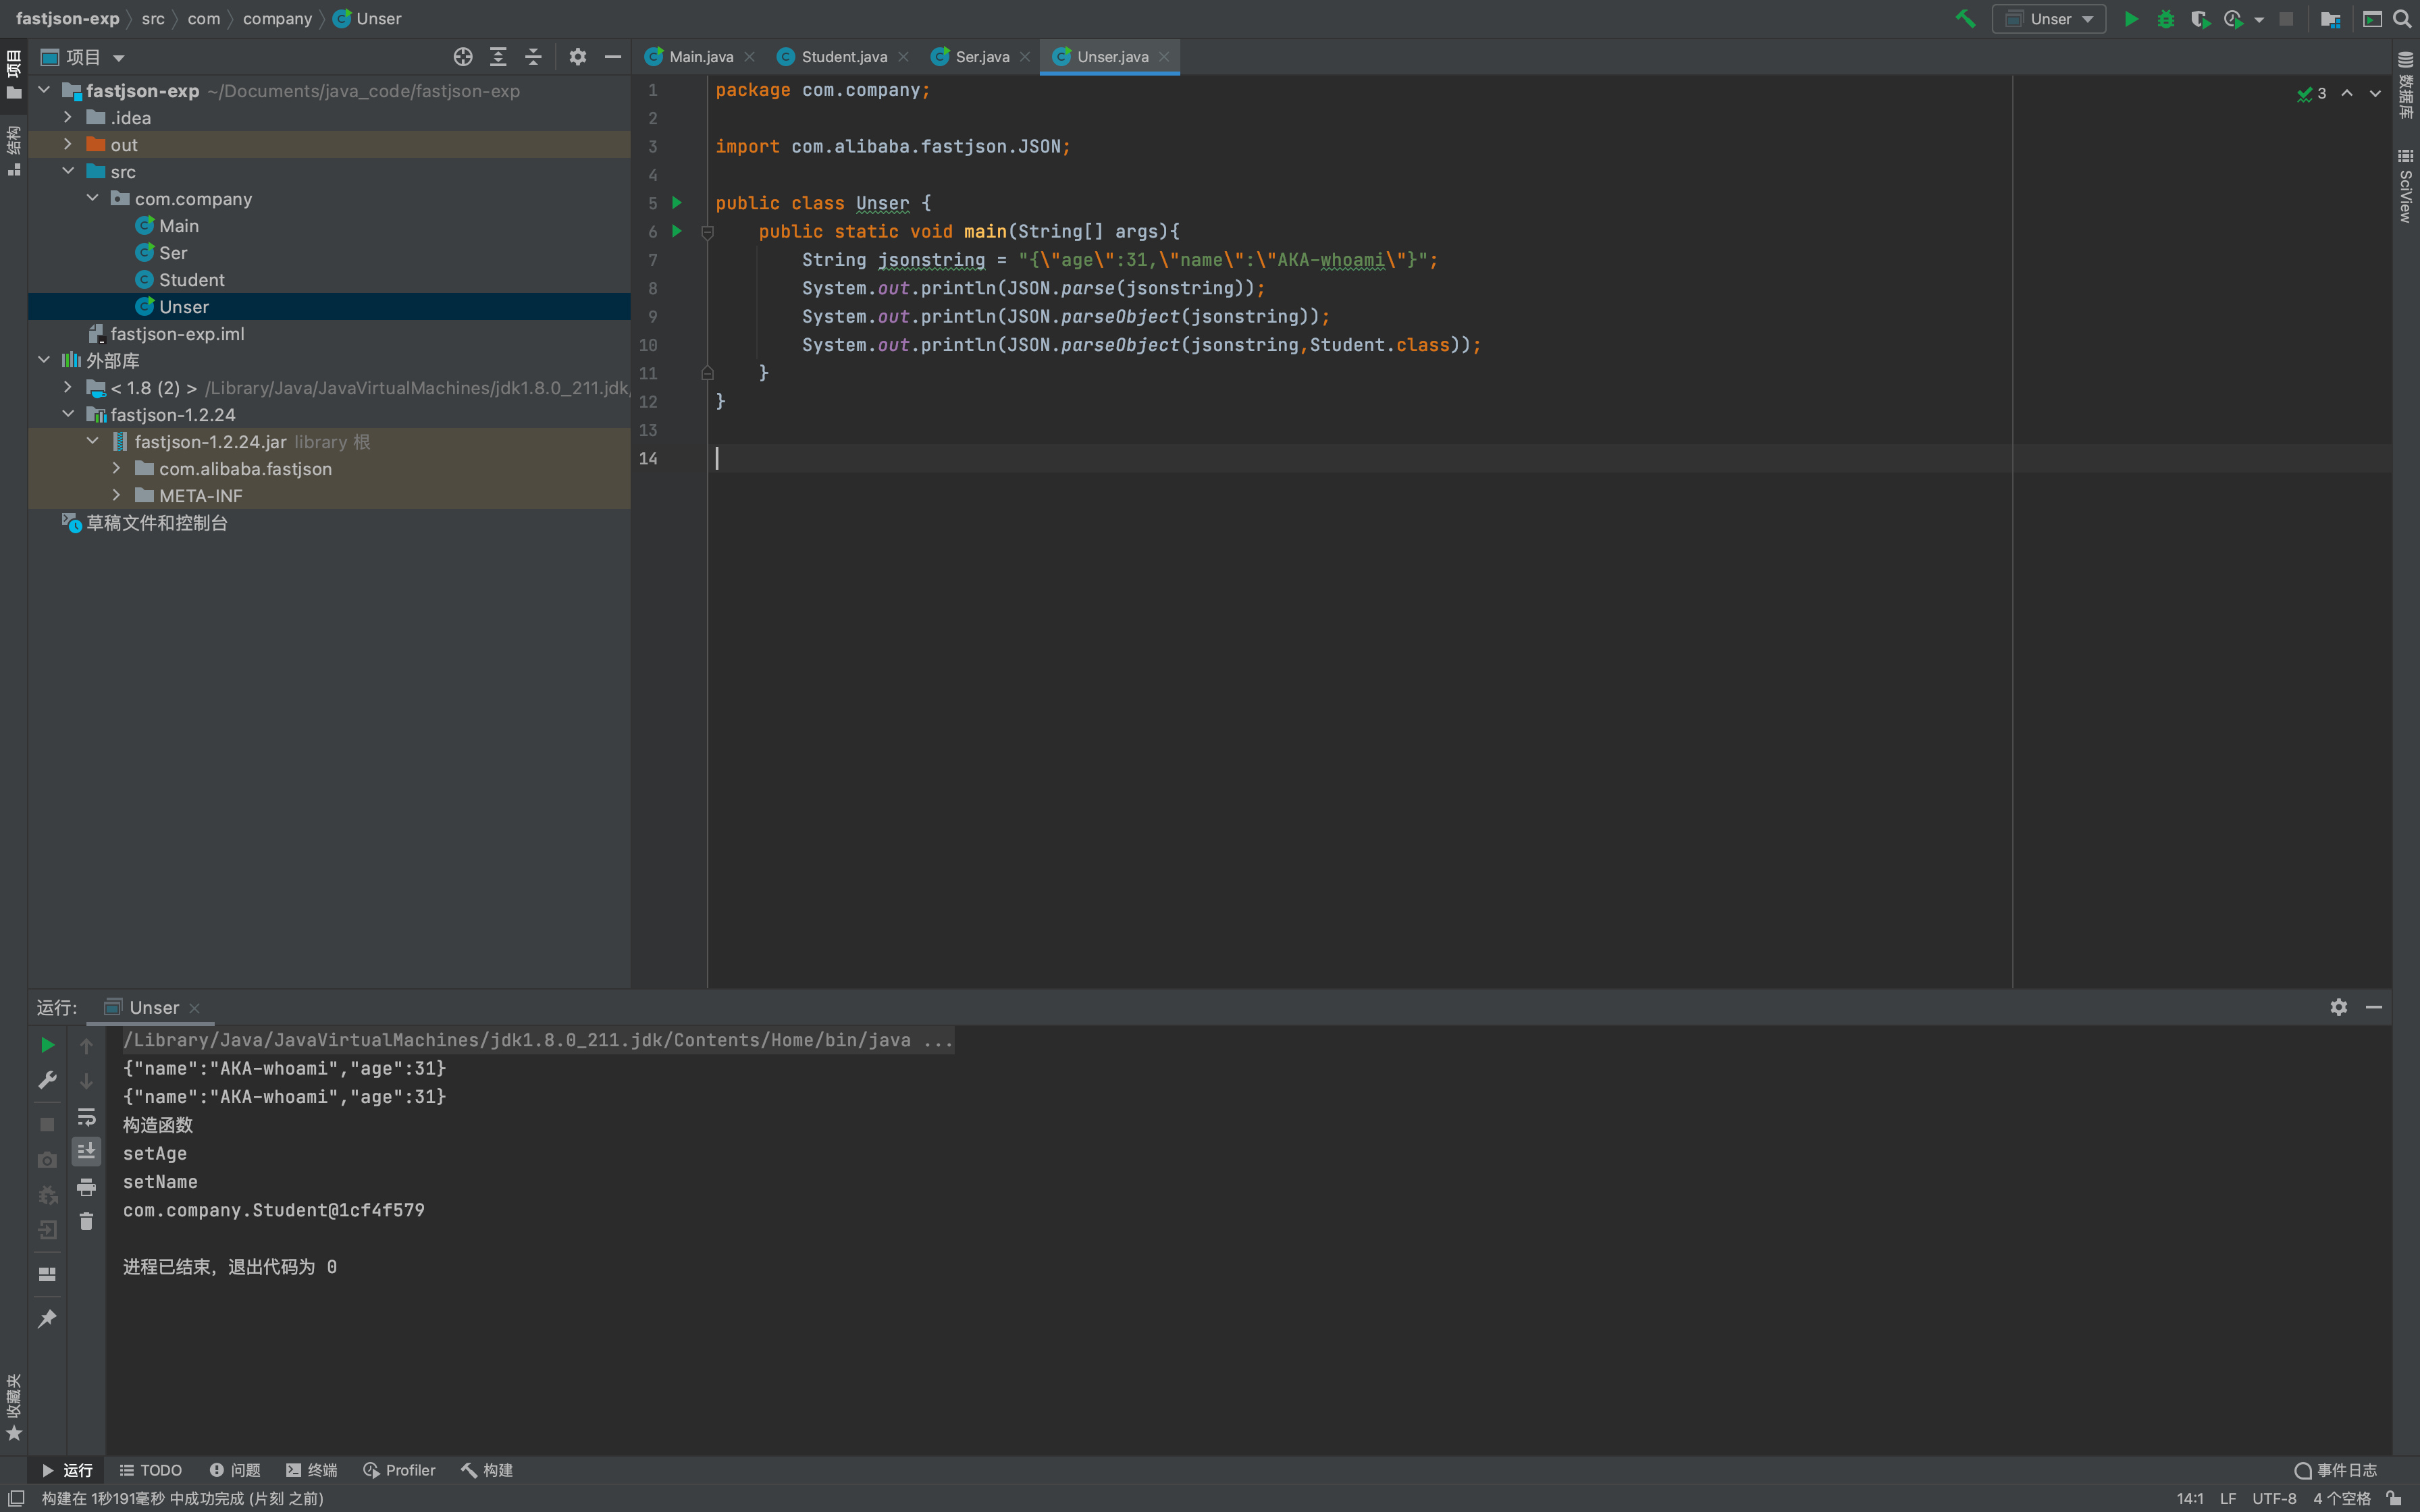 fastjson-exp src com company Unser
Unser
项目
Main.java Student.java Ser.java Unser.java
项目
结构
收藏夹
fastjson-exp ~/Documents/java_code/fastjson-exp
.idea
out
src
com.company
Main
Ser
Student
Unser
fastjson-exp.iml
外部库
< 1.8 (2) > /Library/Java/JavaVirtualMachines/jdk1.8.0_211.jdk
fastjson-1.2.24
fastjson-1.2.24.jar library 根
com.alibaba.fastjson
META-INF
草稿文件和控制台
1 package com.company;
2
3 import com.alibaba.fastjson.JSON;
4
5 public class Unser {
6 public static void main(String[] args){
7 String jsonstring = "{\"age\":31,\"name\":\"AKA-whoami\"}";
8 System.out.println(JSON.parse(jsonstring));
9 System.out.println(JSON.parseObject(jsonstring));
10 System.out.println(JSON.parseObject(jsonstring,Student.class));
11 }
12 }
13
14
3
数据库
SciView
运行: Unser
/Library/Java/JavaVirtualMachines/jdk1.8.0_211.jdk/Contents/Home/bin/java ...
{"name":"AKA-whoami","age":31}
{"name":"AKA-whoami","age":31}
构造函数
setAge
setName
com.company.Student@1cf4f579
进程已结束，退出代码为 0
运行 TODO 问题 终端 Profiler 构建 事件日志
构建在 1秒191毫秒 中成功完成 (片刻 之前) 14:1 LF UTF-8 4 个空格